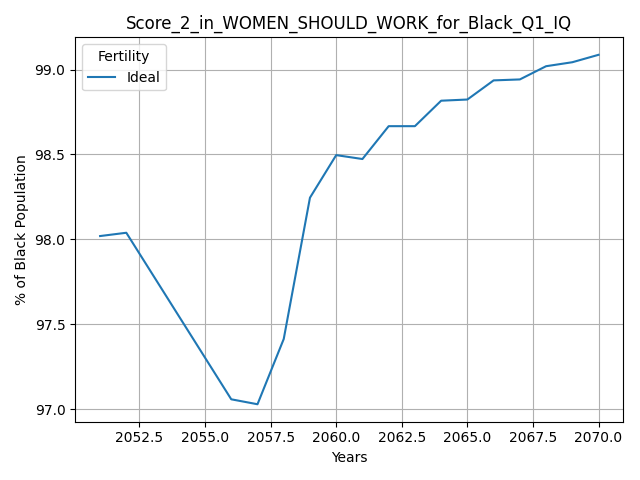 Score_2_in_WOMEN_SHOULD_WORK_for_Black_Q1_IQ
Fertility
Ideal
% of Black Population
99.0
98.5
98.0
97.5
97.0
2052.5 2055.0 2057.5 2060.0 2062.5 2065.0 2067.5 2070.0
Years